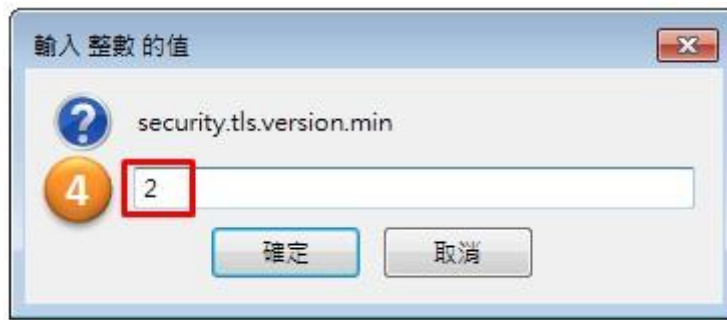 輸入 整數 的值
security.tls.version.min
4
2
確定
取消